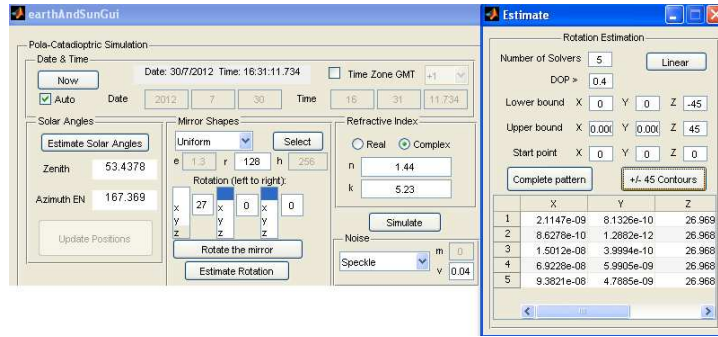 earthAndSunGui
Pola-Catadioptric Simulation
Date & Time
Now
Date: 30/7/2012 Time: 16:31:11.734
Time Zone GMT +1
Auto Date 2012 7 30 Time 16 31 11.734
Solar Angles
Estimate Solar Angles
Zenith 53.4378
Azimuth EN 167.369
Update Positions
Mirror Shapes
Uniform Select
e 1.3 r 128 h 256
Rotation (left to right):
x y z 27 x y z 0 x y z 0
Rotate the mirror
Estimate Rotation
Refractive Index
Real Complex
n 1.44
k 5.23
Simulate
Noise
Speckle m 0
v 0.04
Estimate
Rotation Estimation
Number of Solvers 5 Linear
DOP > 0.4
Lower bound X 0 Y 0 Z -45
Upper bound X 0.00( Y 0.00( Z 45
Start point X 0 Y 0 Z 0
Complete pattern +/- 45 Contours
X Y Z
1 2.1147e-09 8.1326e-10 26.969
2 8.6278e-10 1.2882e-12 26.968
3 1.5012e-08 3.9994e-10 26.968
4 6.9228e-08 5.9905e-09 26.968
5 9.3821e-08 4.7885e-09 26.968